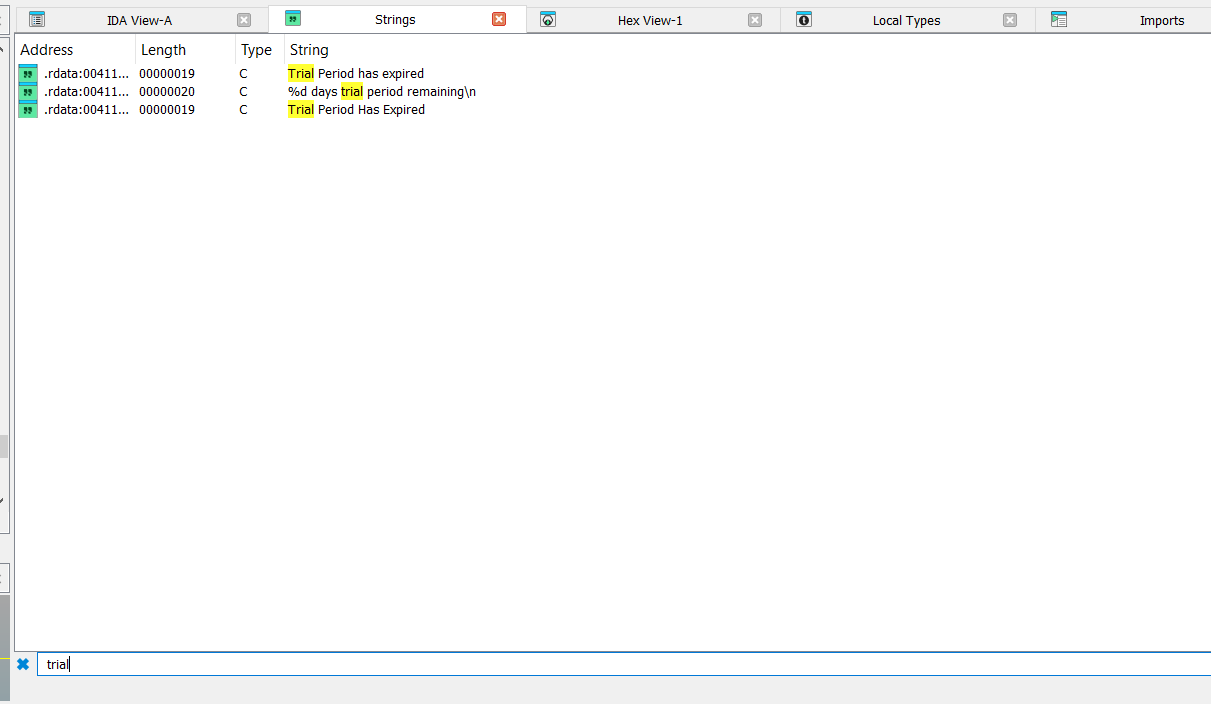 IDA View-A Strings Hex View-1 Local Types Imports
Address Length Type String
.rdata:00411... 00000019 C Trial Period has expired
.rdata:00411... 00000020 C %d days trial period remaining\n
.rdata:00411... 00000019 C Trial Period Has Expired
trial